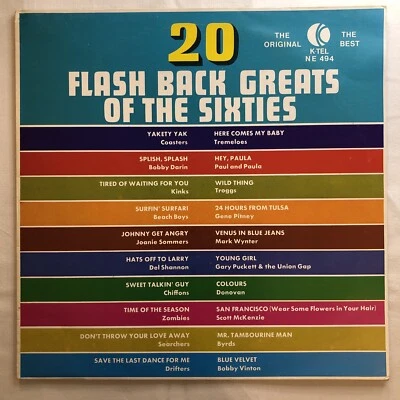 20
THE ORIGINAL
K-TEL
NE 494
THE BEST
FLASH BACK GREATS
OF THE SIXTIES
YAKETY YAK
Coasters
HERE COMES MY BABY
Tremeloes
SPLISH, SPLASH
Bobby Darin
HEY, PAULA
Paul and Paula
TIRED OF WAITING FOR YOU
Kinks
WILD THING
Troggs
SURFIN' SURFARI
Beach Boys
24 HOURS FROM TULSA
Gene Pitney
JOHNNY GET ANGRY
Joanie Sommers
VENUS IN BLUE JEANS
Mark Wynter
HATS OFF TO LARRY
Del Shannon
YOUNG GIRL
Gary Puckett & the Union Gap
SWEET TALKIN' GUY
Chiffons
COLOURS
Donovan
TIME OF THE SEASON
Zombies
SAN FRANCISCO (Wear Some Flowers in Your Hair)
Scott McKenzie
DON'T THROW YOUR LOVE AWAY
Searchers
MR. TAMBOURINE MAN
Byrds
SAVE THE LAST DANCE FOR ME
Drifters
BLUE VELVET
Bobby Vinton